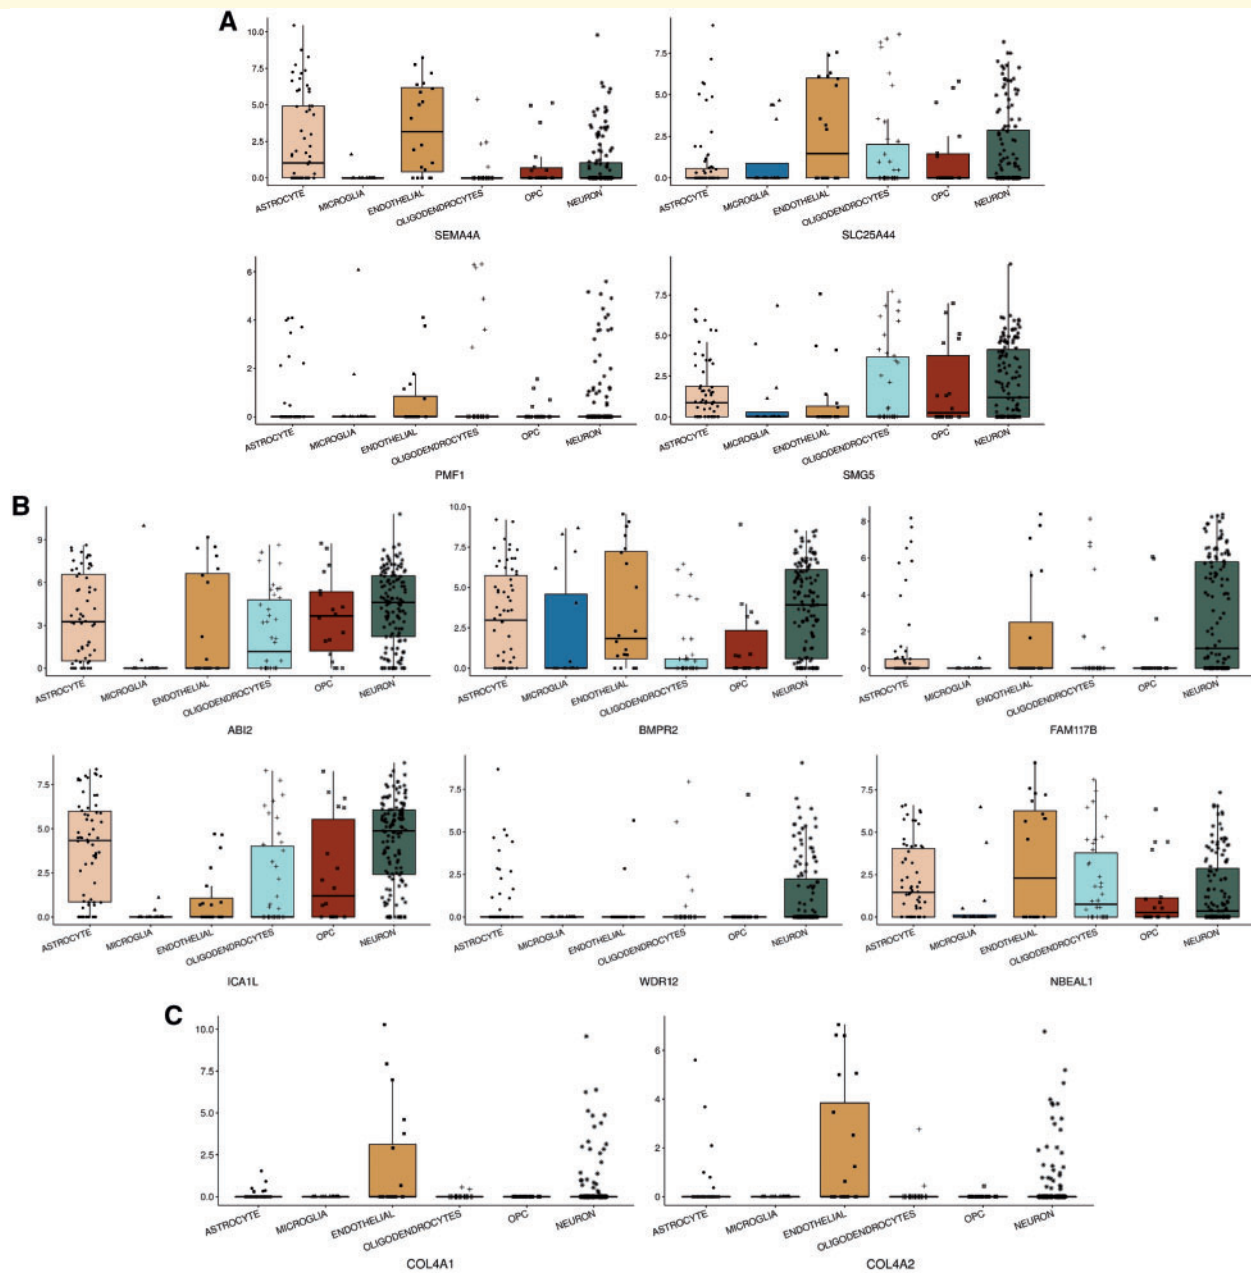 A
10.0
7.5
5.0
2.5
0.0
ASTROCYTE
MICROGLIA
ENDOTHELIAL
OLIGODENDROCYTES
OPC
NEURON
SEMA4A
7.5
5.0
2.5
0.0
ASTROCYTE
MICROGLIA
ENDOTHELIAL
OLIGODENDROCYTES
OPC
NEURON
SLC25A44
6
4
2
0
ASTROCYTE
MICROGLIA
ENDOTHELIAL
OLIGODENDROCYTES
OPC
NEURON
PMF1
7.5
5.0
2.5
0.0
ASTROCYTE
MICROGLIA
ENDOTHELIAL
OLIGODENDROCYTES
OPC
NEURON
SMG5
B
9
6
3
0
ASTROCYTE
MICROGLIA
ENDOTHELIAL
OLIGODENDROCYTES
OPC
NEURON
ABI2
10.0
7.5
5.0
2.5
0.0
ASTROCYTE
MICROGLIA
ENDOTHELIAL
OLIGODENDROCYTES
OPC
NEURON
BMPR2
8
6
4
2
0
ASTROCYTE
MICROGLIA
ENDOTHELIAL
OLIGODENDROCYTES
OPC
NEURON
FAM117B
7.5
5.0
2.5
0.0
ASTROCYTE
MICROGLIA
ENDOTHELIAL
OLIGODENDROCYTES
OPC
NEURON
ICA1L
7.5
5.0
2.5
0.0
ASTROCYTE
MICROGLIA
ENDOTHELIAL
OLIGODENDROCYTES
OPC
NEURON
WDR12
7.5
5.0
2.5
0.0
ASTROCYTE
MICROGLIA
ENDOTHELIAL
OLIGODENDROCYTES
OPC
NEURON
NBEAL1
C
10.0
7.5
5.0
2.5
0.0
ASTROCYTE
MICROGLIA
ENDOTHELIAL
OLIGODENDROCYTES
OPC
NEURON
COL4A1
6
4
2
0
ASTROCYTE
MICROGLIA
ENDOTHELIAL
OLIGODENDROCYTES
OPC
NEURON
COL4A2